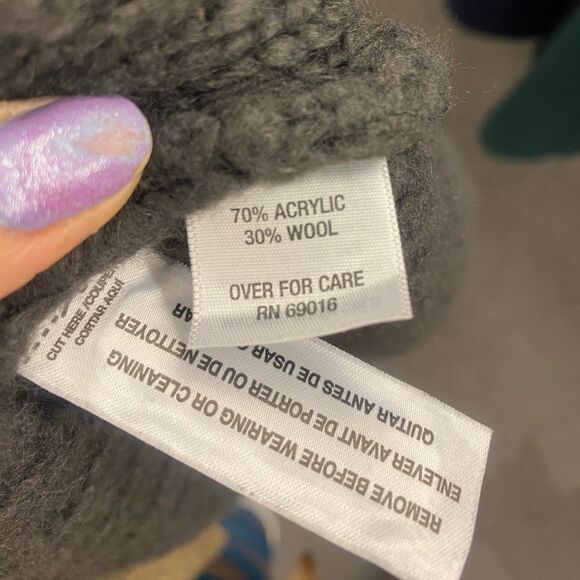 70% ACRYLIC
30% WOOL
OVER FOR CARE
RN 69016
CUT HERE /COUPER
CORTAR AQUÍ
REMOVE BEFORE WEARING OR CLEANING
ENLEVER AVANT DE PORTER OU DE NETTOYER
QUITAR ANTES DE USAR O